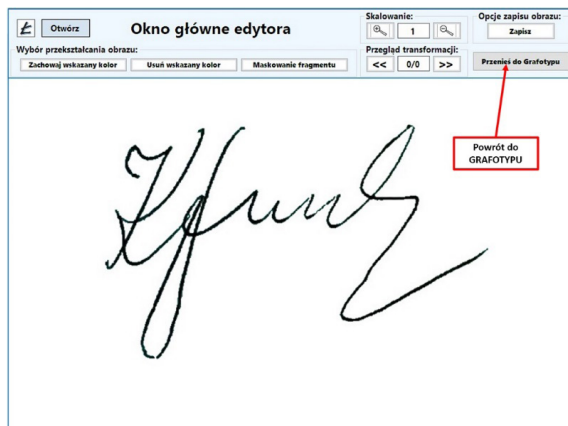 Ł Otwórz Okno główne edytora
Skalowanie:
1
Opcje zapisu obrazu:
Zapisz
Wybór przekształcania obrazu:
Zachowaj wskazany kolor Usuń wskazany kolor Maskowanie fragmentu
Przegląd transformacji:
<< 0/0 >>
Przenieś do Grafotypu
Powrót do
GRAFOTYPU